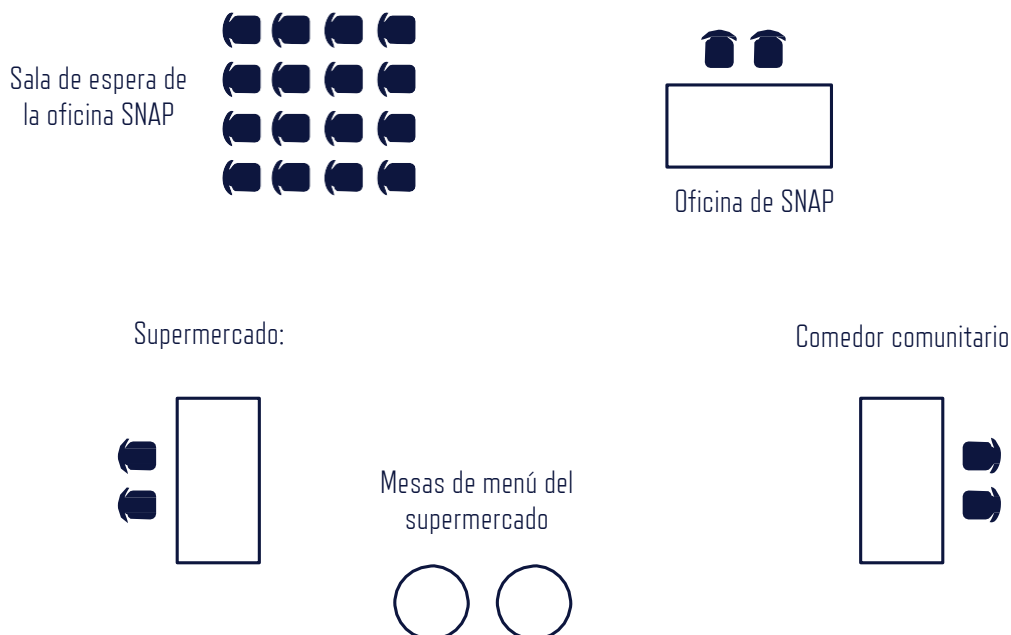 Sala de espera de
la oficina SNAP
Oficina de SNAP
Supermercado:
Comedor comunitario
Mesas de menú del
supermercado